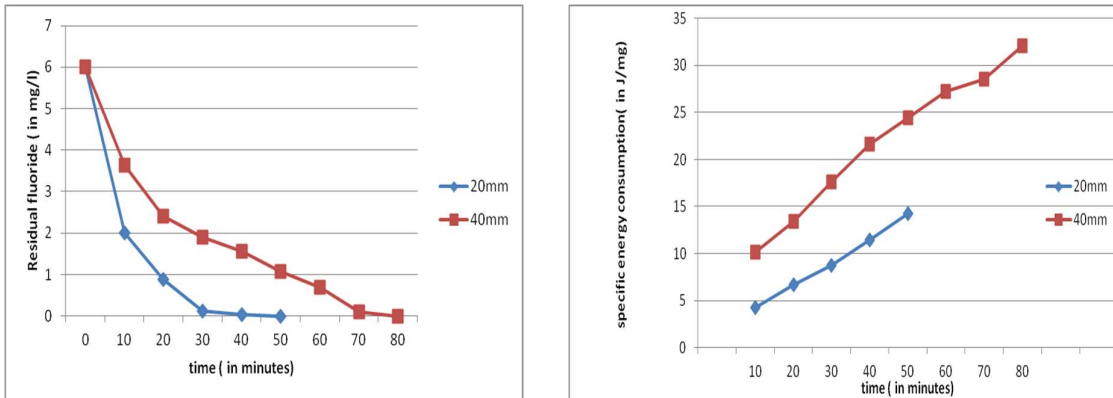 Residual fluoride ( in mg/l)
7
6
5
4
3
2
1
0
0 10 20 30 40 50 60 70 80
time ( in minutes)
20mm
40mm
specific energy consumption( in J/mg)
35
30
25
20
15
10
5
0
10 20 30 40 50 60 70 80
time ( in minutes)
20mm
40mm